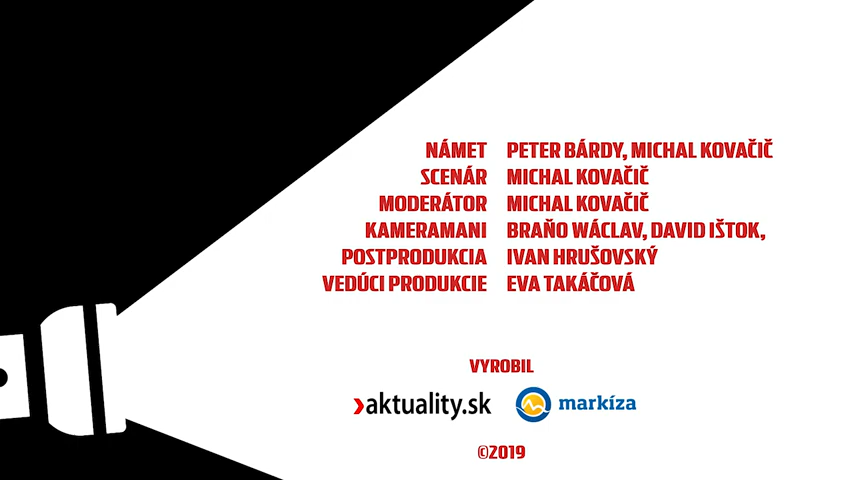 NÁMET PETER BÁRDY, MICHAL KOVAČIČ
SCENÁR MICHAL KOVAČIČ
MODERÁTOR MICHAL KOVAČIČ
KAMERAMANI BRAŇO WÁCLAV, DAVID IŠTOK,
POSTPRODUKCIA IVAN HRUŠOVSKÝ
VEDÚCI PRODUKCIE EVA TAKÁČOVÁ
VYROBIL
aktuality.sk markíza
©2019